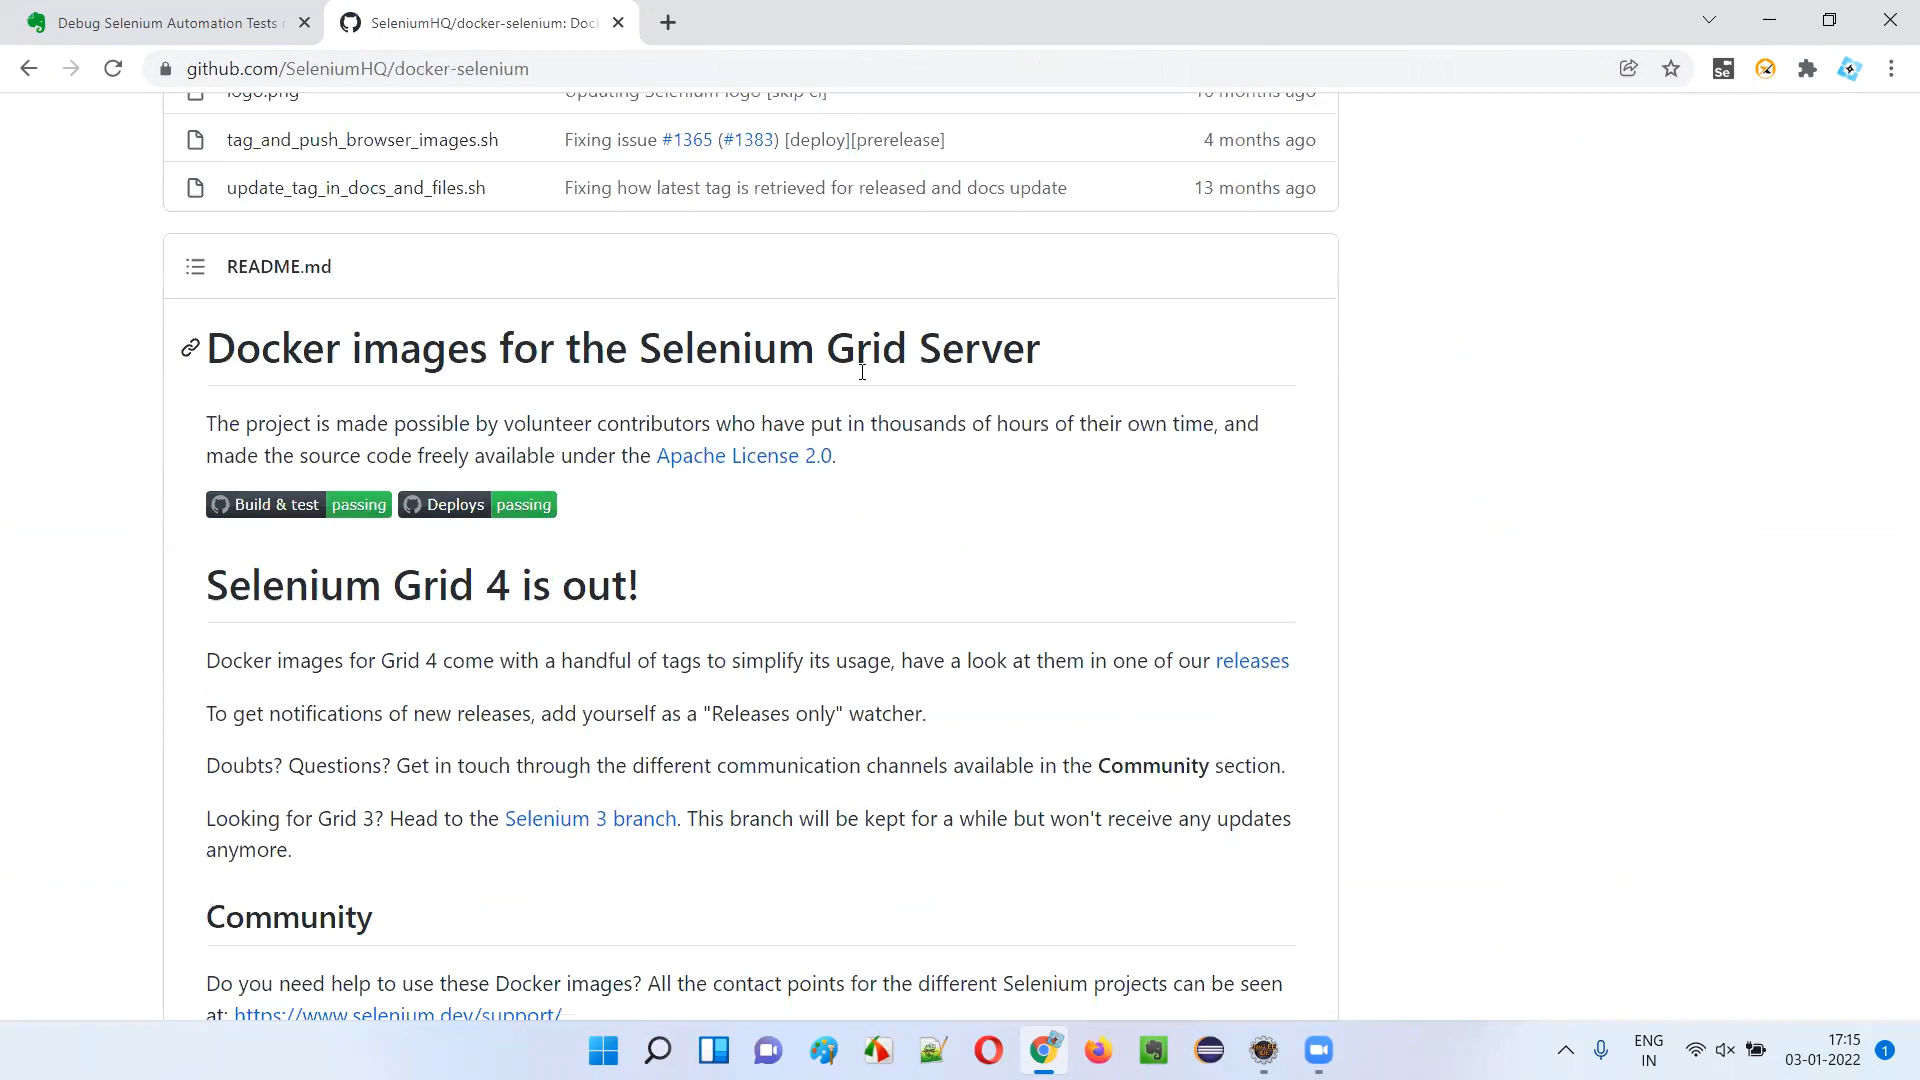 Debug Selenium Automation Tests
SeleniumHQ/docker-selenium: Doc
github.com/SeleniumHQ/docker-selenium
logo.png Updating Selenium logo [skip ci] 10 months ago
tag_and_push_browser_images.sh Fixing issue #1365 (#1383) [deploy][prerelease] 4 months ago
update_tag_in_docs_and_files.sh Fixing how latest tag is retrieved for released and docs update 13 months ago
README.md
Docker images for the Selenium Grid Server
The project is made possible by volunteer contributors who have put in thousands of hours of their own time, and
made the source code freely available under the Apache License 2.0.
Build & test passing Deploys passing
Selenium Grid 4 is out!
Docker images for Grid 4 come with a handful of tags to simplify its usage, have a look at them in one of our releases
To get notifications of new releases, add yourself as a "Releases only" watcher.
Doubts? Questions? Get in touch through the different communication channels available in the Community section.
Looking for Grid 3? Head to the Selenium 3 branch. This branch will be kept for a while but won't receive any updates
anymore.
Community
Do you need help to use these Docker images? All the contact points for the different Selenium projects can be seen
at: https://www.selenium.dev/support/
ENG
IN
17:15
03-01-2022
1